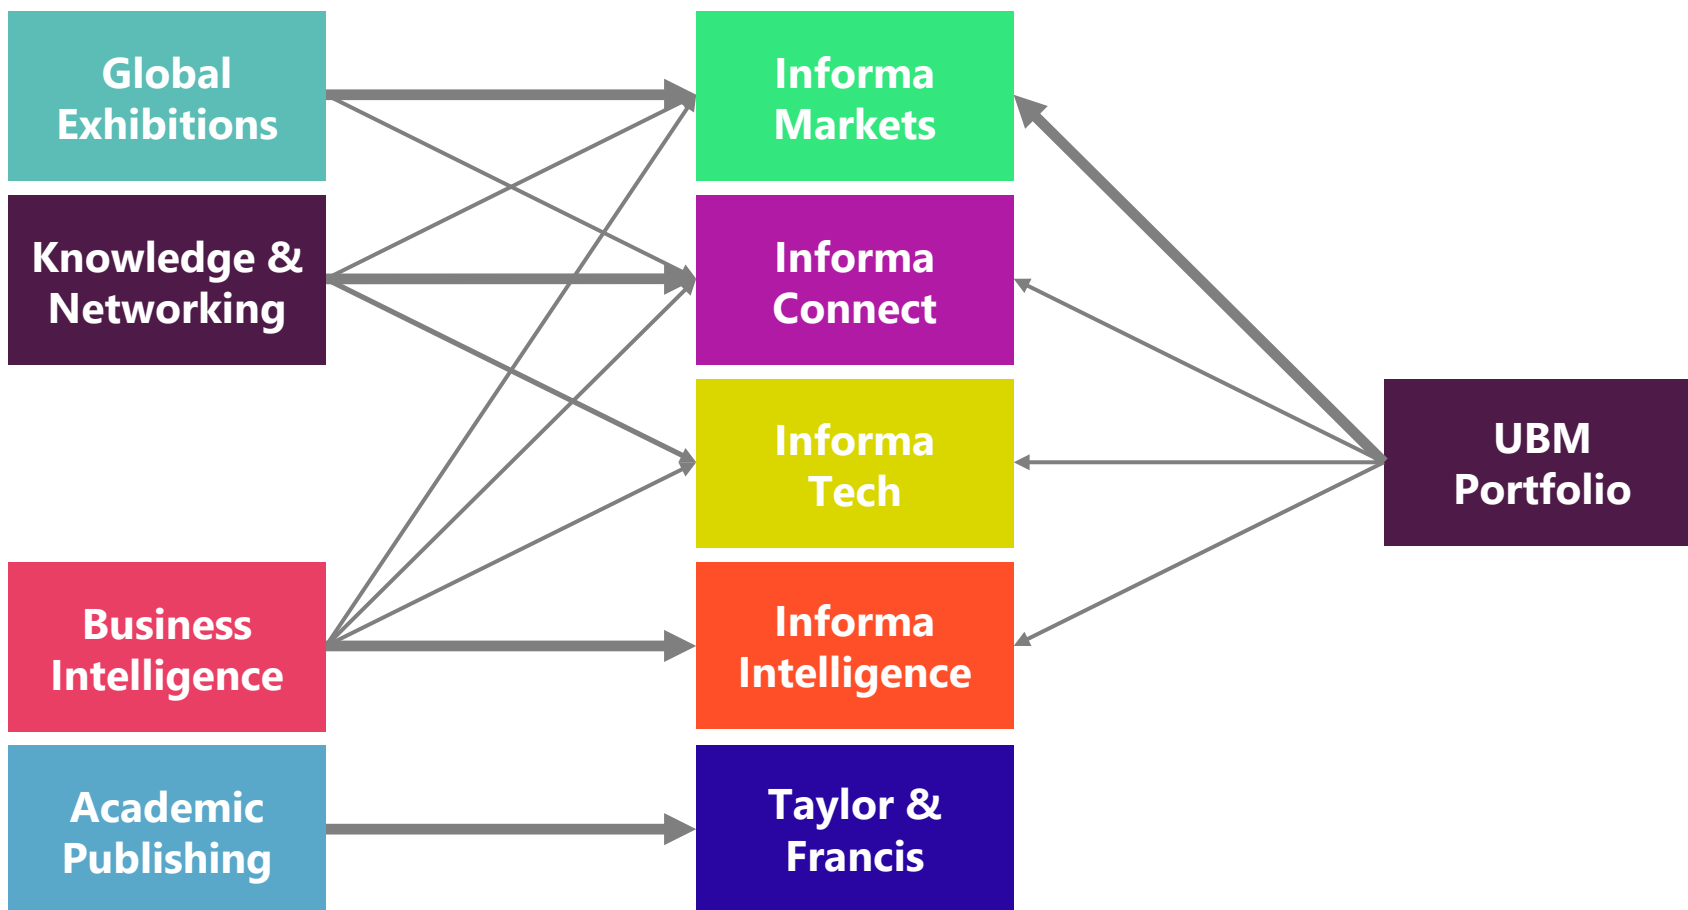 Global
Exhibitions
Informa
Markets
Knowledge &
Networking
Informa
Connect
Informa
Tech
UBM
Portfolio
Business
Intelligence
Informa
Intelligence
Academic
Publishing
Taylor &
Francis